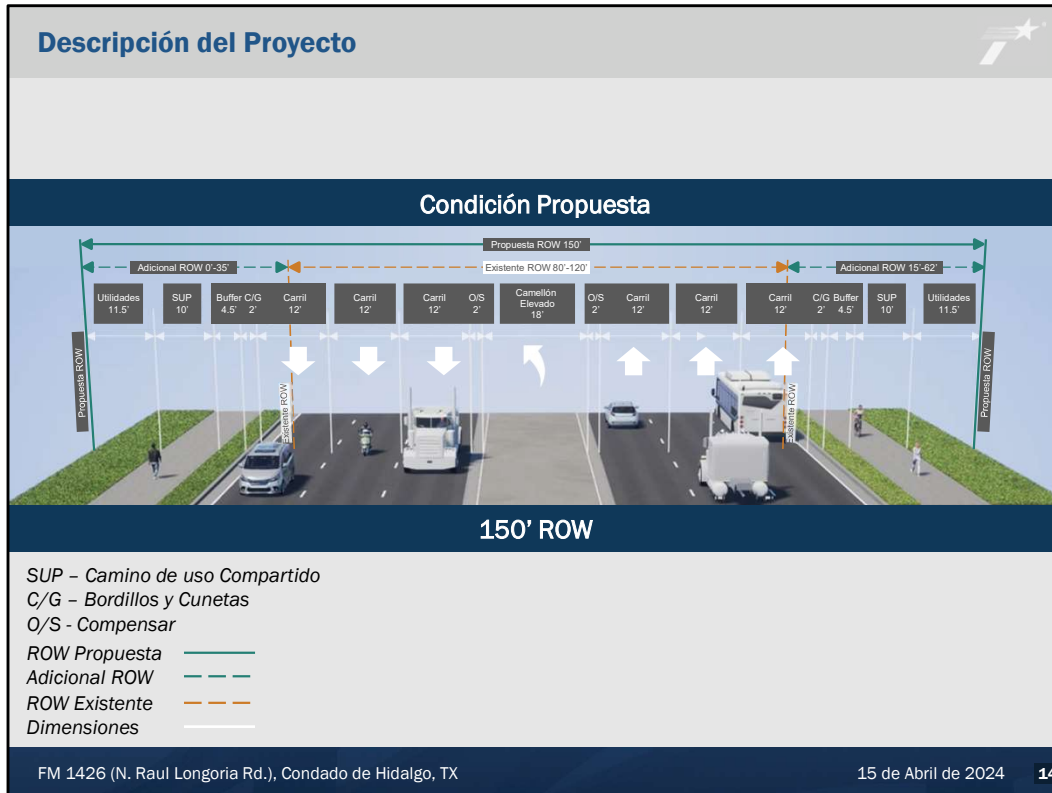 Descripción del Proyecto
Condición Propuesta
Propuesta ROW 150'
Adicional ROW 0'-35'
Existente ROW 80'-120'
Adicional ROW 15'-62'
Utilidades
11.5'
SUP
10'
Buffer
4.5'
C/G
2'
Carril
12'
Carril
12'
Carril
12'
O/S
2'
Camellón
Elevado
18'
O/S
2'
Carril
12'
Carril
12'
Carril
12'
C/G
2'
Buffer
4.5'
SUP
10'
Utilidades
11.5'
Propuesta ROW
Existente ROW
Existente ROW
Propuesta ROW
150' ROW
SUP – Camino de uso Compartido
C/G – Bordillos y Cunetas
O/S - Compensar
ROW Propuesta
Adicional ROW
ROW Existente
Dimensiones
FM 1426 (N. Raul Longoria Rd.), Condado de Hidalgo, TX
15 de Abril de 2024
14